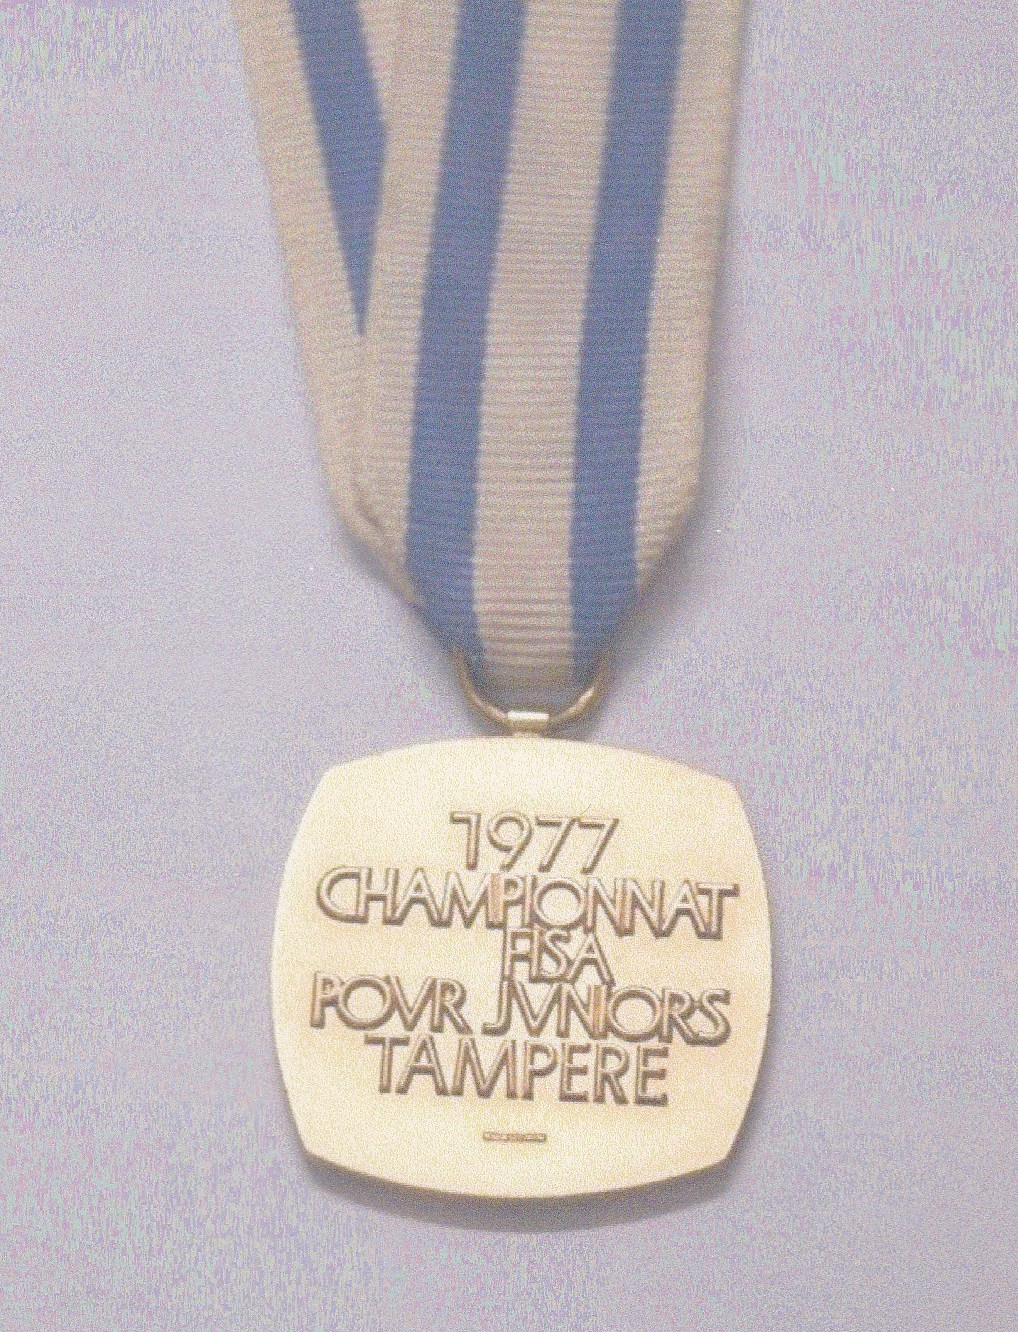 1977
CHAMPIONNAT
FISA
POVR JVNIORS
TAMPERE